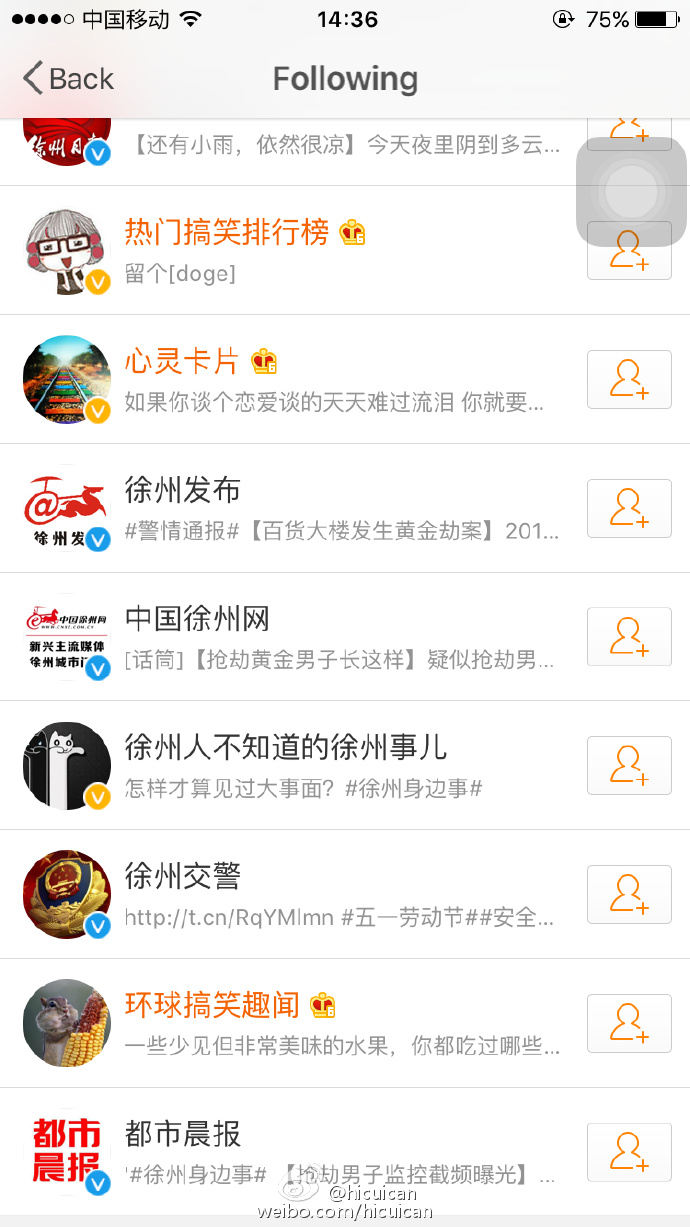 中国移动 14:36 75%
Back Following
徐州日报
【还有小雨，依然很凉】今天夜里阴到多云...
热门搞笑排行榜
留个[doge]
心灵卡片
如果你谈个恋爱谈的天天难过流泪 你就要...
徐州发布
徐州发
#警情通报#【百货大楼发生黄金劫案】201...
中国徐州网
中国徐州网
WWW.CNXZ.COM.CN
新兴主流媒体
徐州城市门
[话筒]【抢劫黄金男子长这样】疑似抢劫男...
徐州人不知道的徐州事儿
怎样才算见过大事面？#徐州身边事#
徐州交警
http://t.cn/RqYMlmn #五一劳动节##安全...
环球搞笑趣闻
一些少见但非常美味的水果，你都吃过哪些...
都市晨报
都市
晨报
#徐州身边事# 【抢劫男子监控截频曝光】...
@hicuican
weibo.com/hicuican